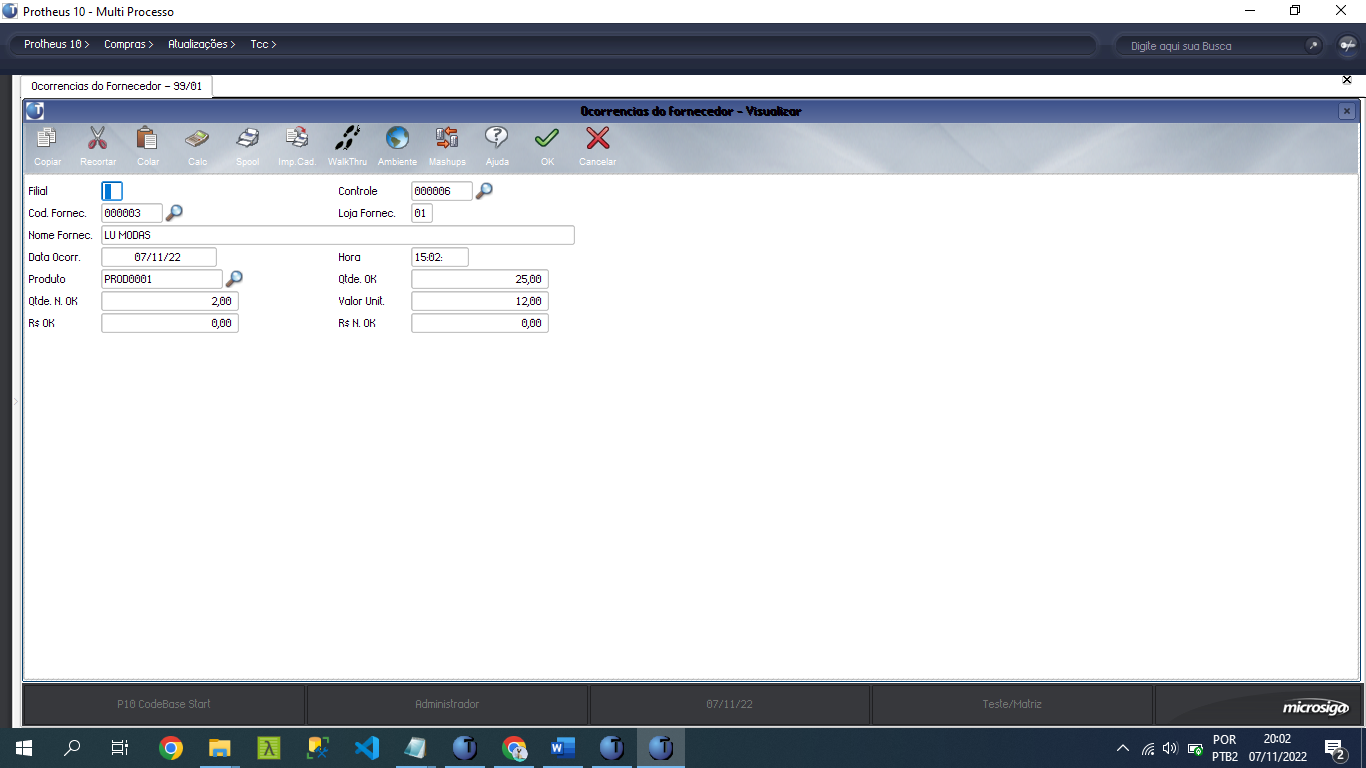 Protheus 10 - Multi Processo
Protheus 10 > Compras > Atualizações > Tcc >
Digite aqui sua Busca
Ocorrencias do Fornecedor - 99/01
Ocorrencias do Fornecedor - Visualizar
Copiar Recortar Colar Calc Spool Imp.Cad. WalkThru Ambiente Mashups Ajuda OK Cancelar
Filial Controle 000006
Cod. Fornec. 000003 Loja Fornec. 01
Nome Fornec. LU MODAS
Data Ocorr. 07/11/22 Hora 15:02:
Produto PROD0001 Qtde. OK 25,00
Qtde. N. OK 2,00 Valor Unit. 12,00
R$ OK 0,00 R$ N. OK 0,00
P10 CodeBase Start Administrador 07/11/22 Teste/Matriz microsiga
POR 20:02
PTB2 07/11/2022 2